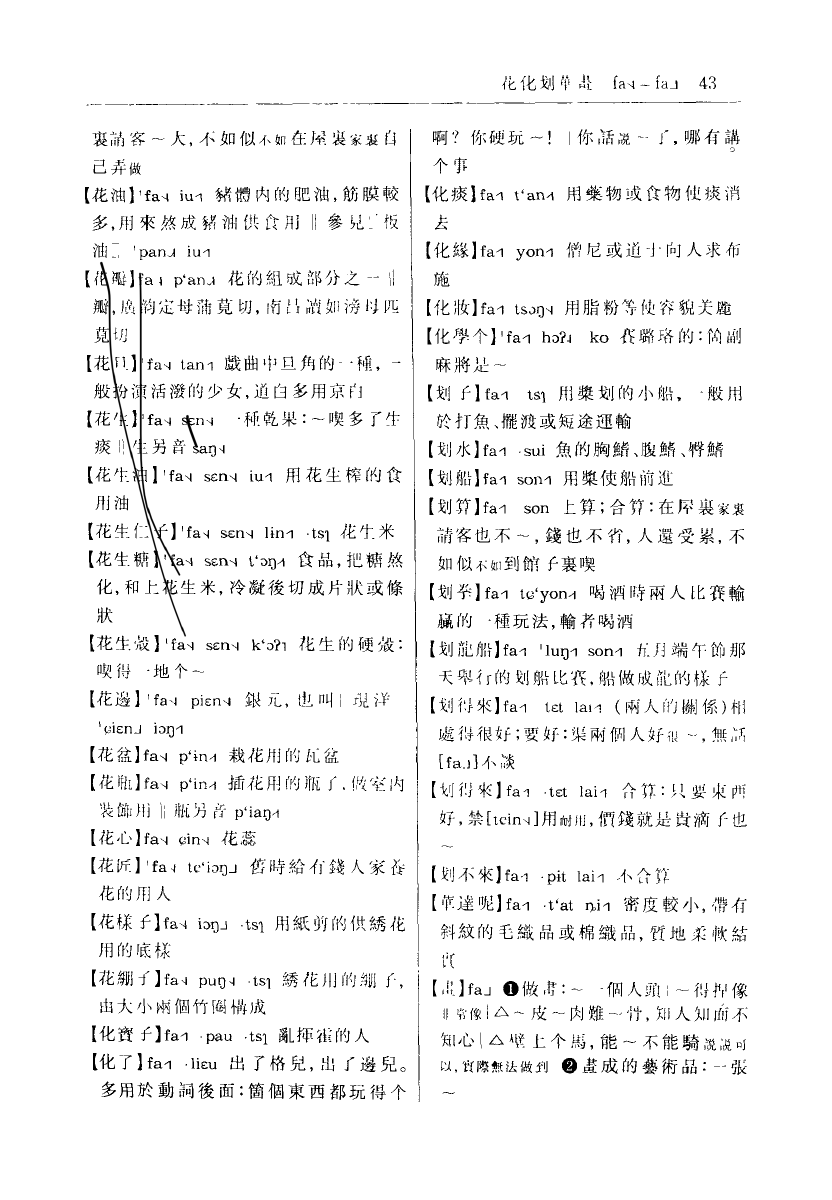 花化划華畫 fa˧˩~fa˩ 43
裏請客~大,不如似不如在屋裏家裏自
己弄做
【花油】'fa˧˩ iu˦ 豬體内的肥油,筋膜較
多,用來熬成豬油供食用‖參見“板
油” 'pan˩ iu˦
【花瓣】fa˧˩ p‘an˩ 花的組成部分之一‖
瓣,廣韵定母蒲莧切,南昌讀如滂母匹
莧切
【花旦】'fa˧˩ tan˦ 戲曲中旦角的一種,一
般扮演活潑的少女,道白多用京白
【花生】'fa˧˩ sɛn˧˩ 一種乾果:~喫多了生
痰‖生另音saŋ˧˩
【花生油】'fa˧˩ sɛn˧˩ iu˦ 用花生榨的食
用油
【花生仁子】'fa˧˩ sɛn˧˩ lin˦ ·tsɿ 花生米
【花生糖】'fa˧˩ sɛn˧˩ t‘ɔŋ˦ 食品,把糖熬
化,和上花生米,冷凝後切成片狀或條
狀
【花生殼】'fa˧˩ sɛn˧˩ k‘ɔʔ˥ 花生的硬殼:
喫得一地个~
【花邊】'fa˧˩ piɛn˧˩ 銀元,也叫|現洋
'ɕiɛn˩ iɔŋ˦
【花盆】fa˧˩ p‘in˦ 栽花用的瓦盆
【花瓶】fa˧˩ p‘in˦ 插花用的瓶子,做室内
裝飾用‖瓶另音 p‘iaŋ˦
【花心】fa˧˩ ɕin˧˩ 花蕊
【花匠】'fa˧˩ tɕ‘iɔŋ˩ 舊時給有錢人家養
花的用人
【花樣子】fa˧˩ iɔŋ˩ ·tsɿ 用紙剪的供綉花
用的底樣
【花綳子】fa˧˩ puŋ˧˩ ·tsɿ 綉花用的綳子,
由大小兩個竹圈構成
【化寶子】fa˦ ·pau ·tsɿ 亂揮霍的人
【化了】fa˦ ·liɛu 出了格兒,出了邊兒。
多用於動詞後面:箇個東西都玩得个
啊?你硬玩~!|你話説~了,哪有講
个事
【化痰】fa˦ t‘an˦ 用藥物或食物使痰消
去
【化緣】fa˦ yon˦ 僧尼或道士向人求布
施
【化妝】fa˦ tsɔŋ˧˩ 用脂粉等使容貌美麗
【化學个】'fa˦ hɔʔ˩ ko 賽璐珞的:箇副
麻將是~
【划子】fa˦ tsɿ 用槳划的小船,一般用
於打魚、擺渡或短途運輸
【划水】fa˦ ·sui 魚的胸鰭、腹鰭、臀鰭
【划船】fa˦ son˦ 用槳使船前進
【划算】fa˦ son 上算;合算:在屋裏家裏
請客也不~,錢也不省,人還受累,不
如似不如到館子裏喫
【划拳】fa˦ tɕ‘yon˦ 喝酒時兩人比賽輸
贏的一種玩法,輸者喝酒
【划龍船】fa˦ 'luŋ˦ son˦ 五月端午節那
天舉行的划船比賽,船做成龍的樣子
【划得來】fa˦ tɛt lai˦ (兩人的關係)相
處得很好;要好:渠兩個人好很~,無話
[fa˩]不談
【划得來】fa˦ ·tɛt lai˦ 合算:只要東西
好,禁[tɕin˧˩]用耐用,價錢就是貴滴子也
~
【划不來】fa˦ ·pit lai˦ 不合算
【華達呢】fa˦ ·t‘at ɲi˦ 密度較小,帶有
斜紋的毛織品或棉織品,質地柔軟結
實
【畫】fa˩ ❶做畫:~一個人頭|~得捏像
非常像|△~皮~肉難~骨,知人知面不
知心|△壁上个馬,能~不能騎説説可
以,實際無法做到 ❷畫成的藝術品:一張
~